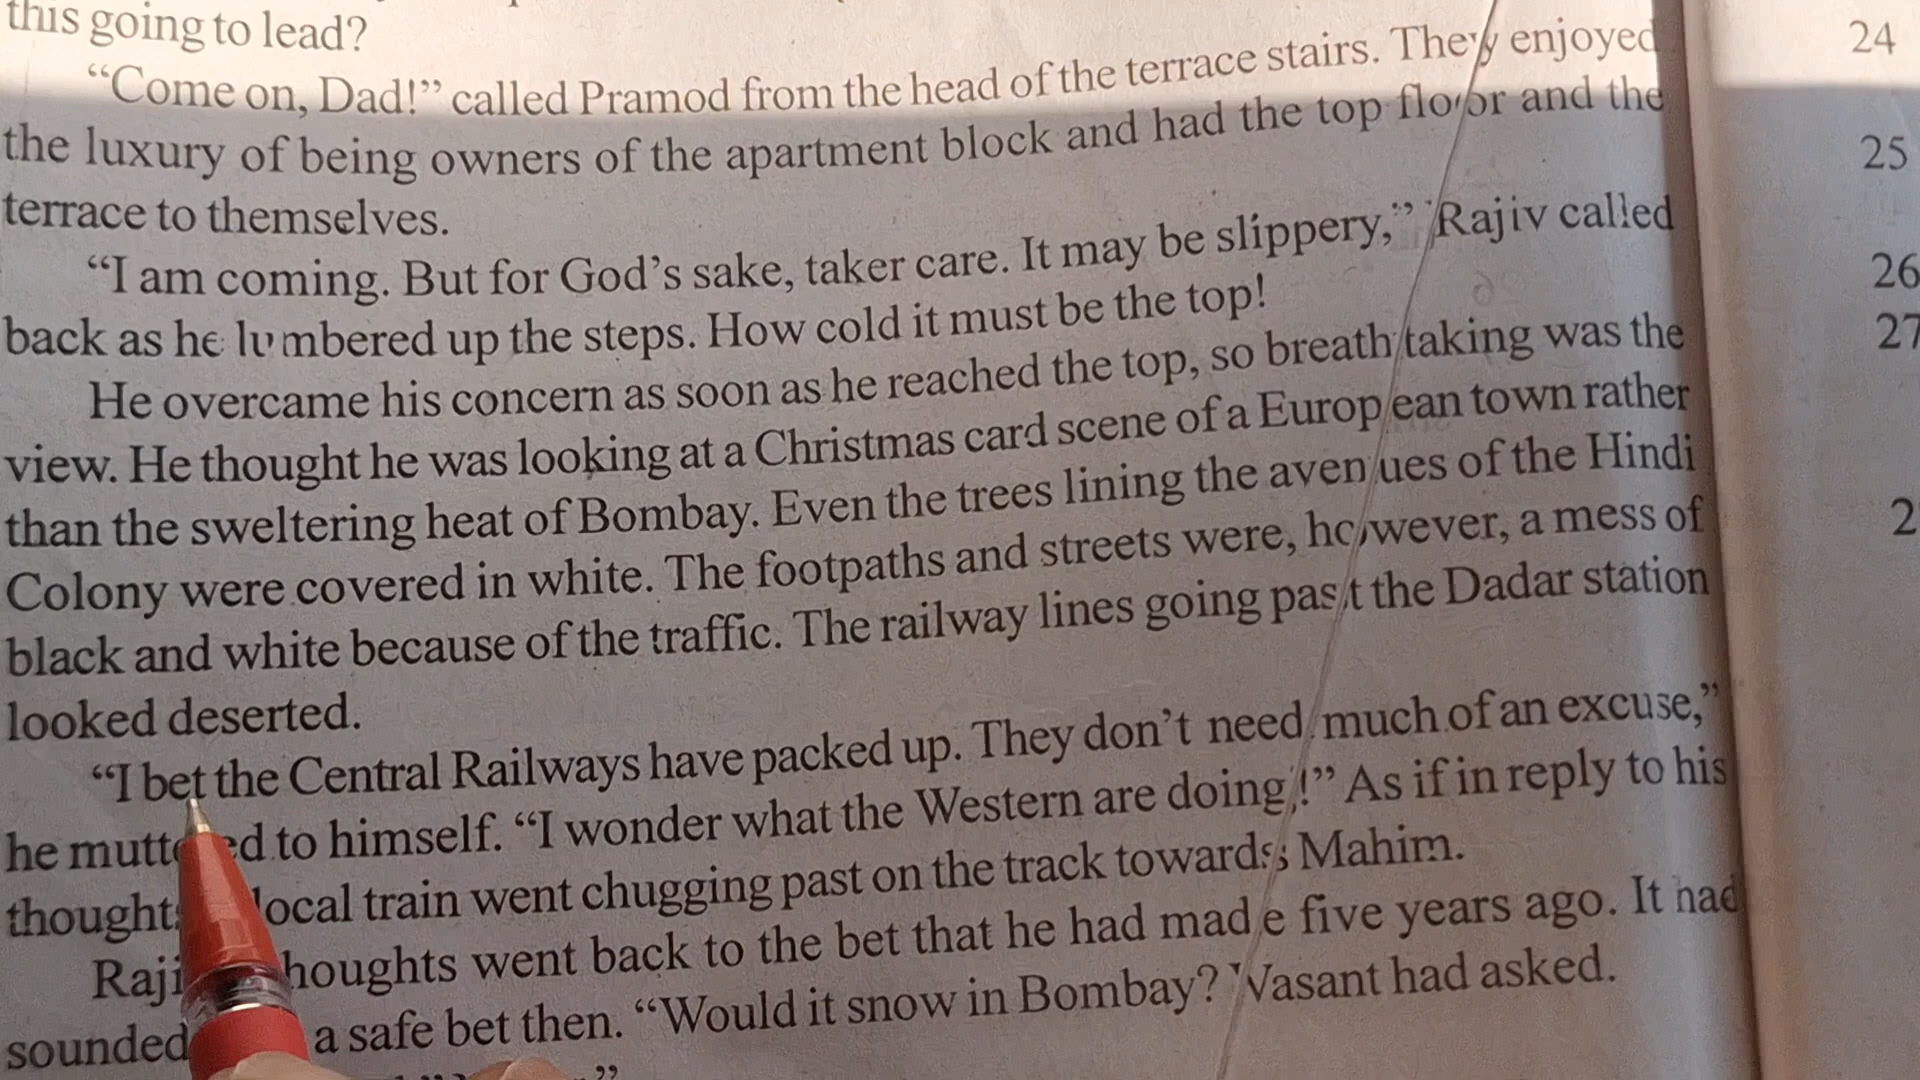 this going to lead?
“Come on, Dad!” called Pramod from the head of the terrace stairs. They enjoyed
the luxury of being owners of the apartment block and had the top floor and the
terrace to themselves.
“I am coming. But for God’s sake, taker care. It may be slippery,” Rajiv called
back as he lumbered up the steps. How cold it must be the top!
He overcame his concern as soon as he reached the top, so breath taking was the
view. He thought he was looking at a Christmas card scene of a European town rather
than the sweltering heat of Bombay. Even the trees lining the avenues of the Hindi
Colony were covered in white. The footpaths and streets were, however, a mess of
black and white because of the traffic. The railway lines going past the Dadar station
looked deserted.
“I bet the Central Railways have packed up. They don’t need much of an excuse,”
he muttered to himself. “I wonder what the Western are doing!” As if in reply to his
thought local train went chugging past on the track towards Mahim.
thoughts went back to the bet that he had made five years ago. It had
sounded a safe bet then. “Would it snow in Bombay? Vasant had asked.
24
25
26
27